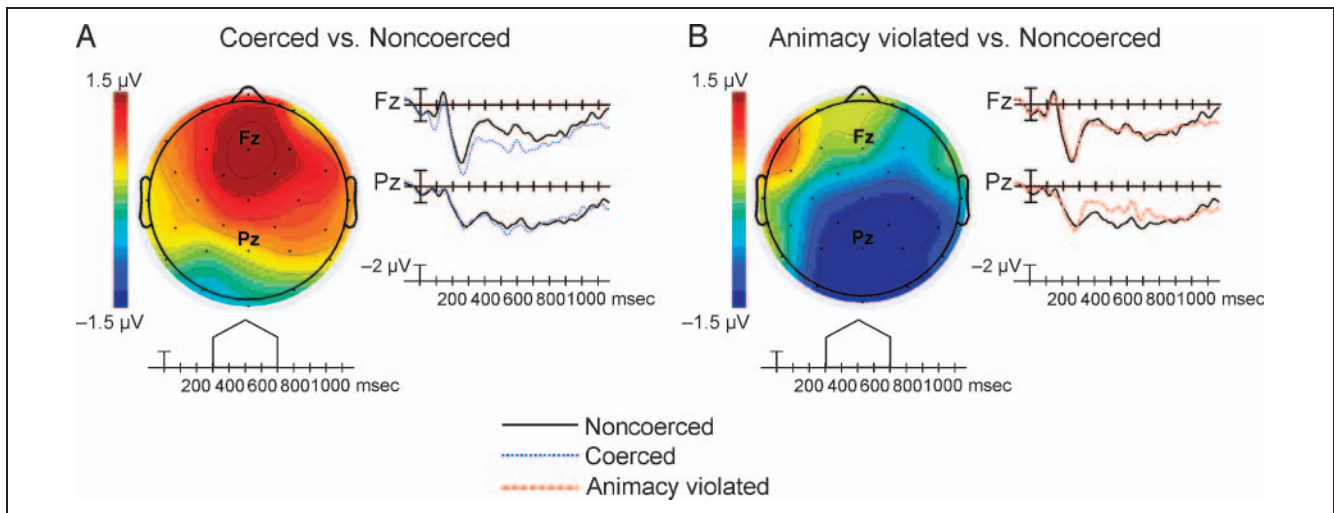 A Coerced vs. Noncoerced
1.5 µV
–1.5 µV
Fz
Pz
Fz
Pz
–2 µV
200 400 600 800 1000 msec
200 400 600 800 1000 msec
B Animacy violated vs. Noncoerced
1.5 µV
–1.5 µV
Fz
Pz
Fz
Pz
–2 µV
200 400 600 800 1000 msec
200 400 600 800 1000 msec
Noncoerced
Coerced
Animacy violated